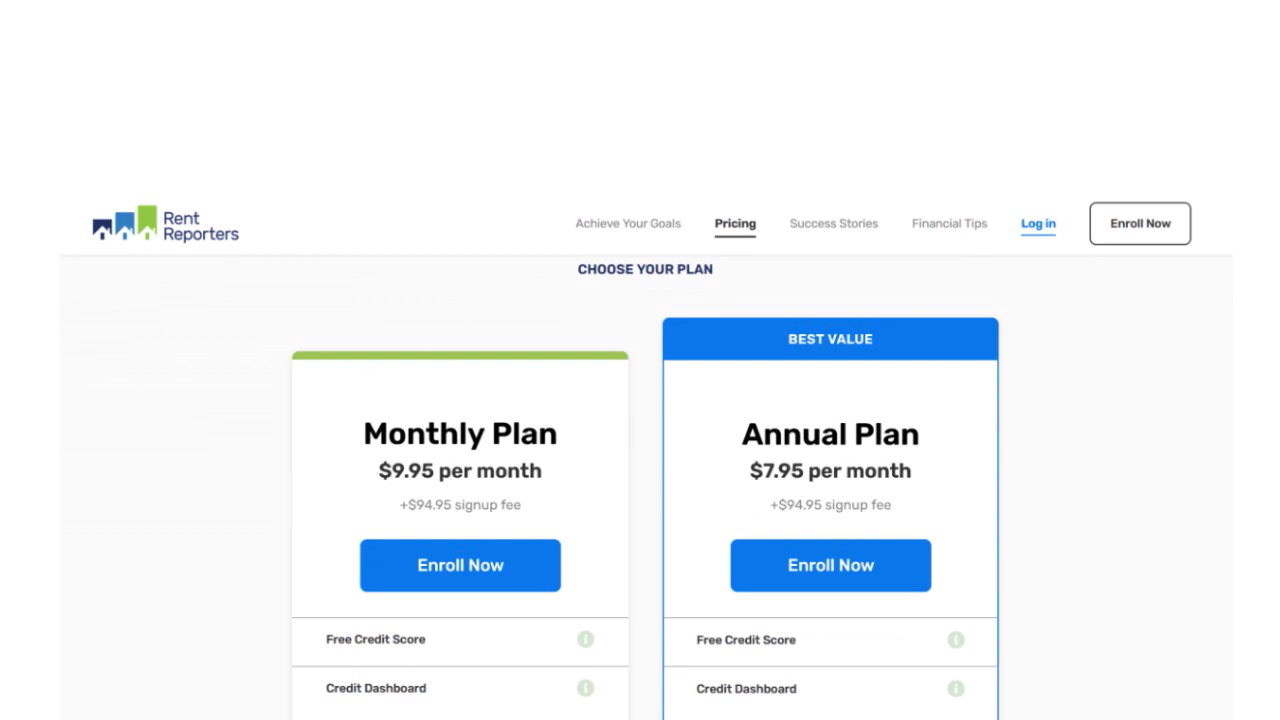 Rent
Reporters
Achieve Your Goals
Pricing
Success Stories
Financial Tips
Log in
Enroll Now
CHOOSE YOUR PLAN
Monthly Plan
$9.95 per month
+$94.95 signup fee
Enroll Now
Free Credit Score
Credit Dashboard
BEST VALUE
Annual Plan
$7.95 per month
+$94.95 signup fee
Enroll Now
Free Credit Score
Credit Dashboard